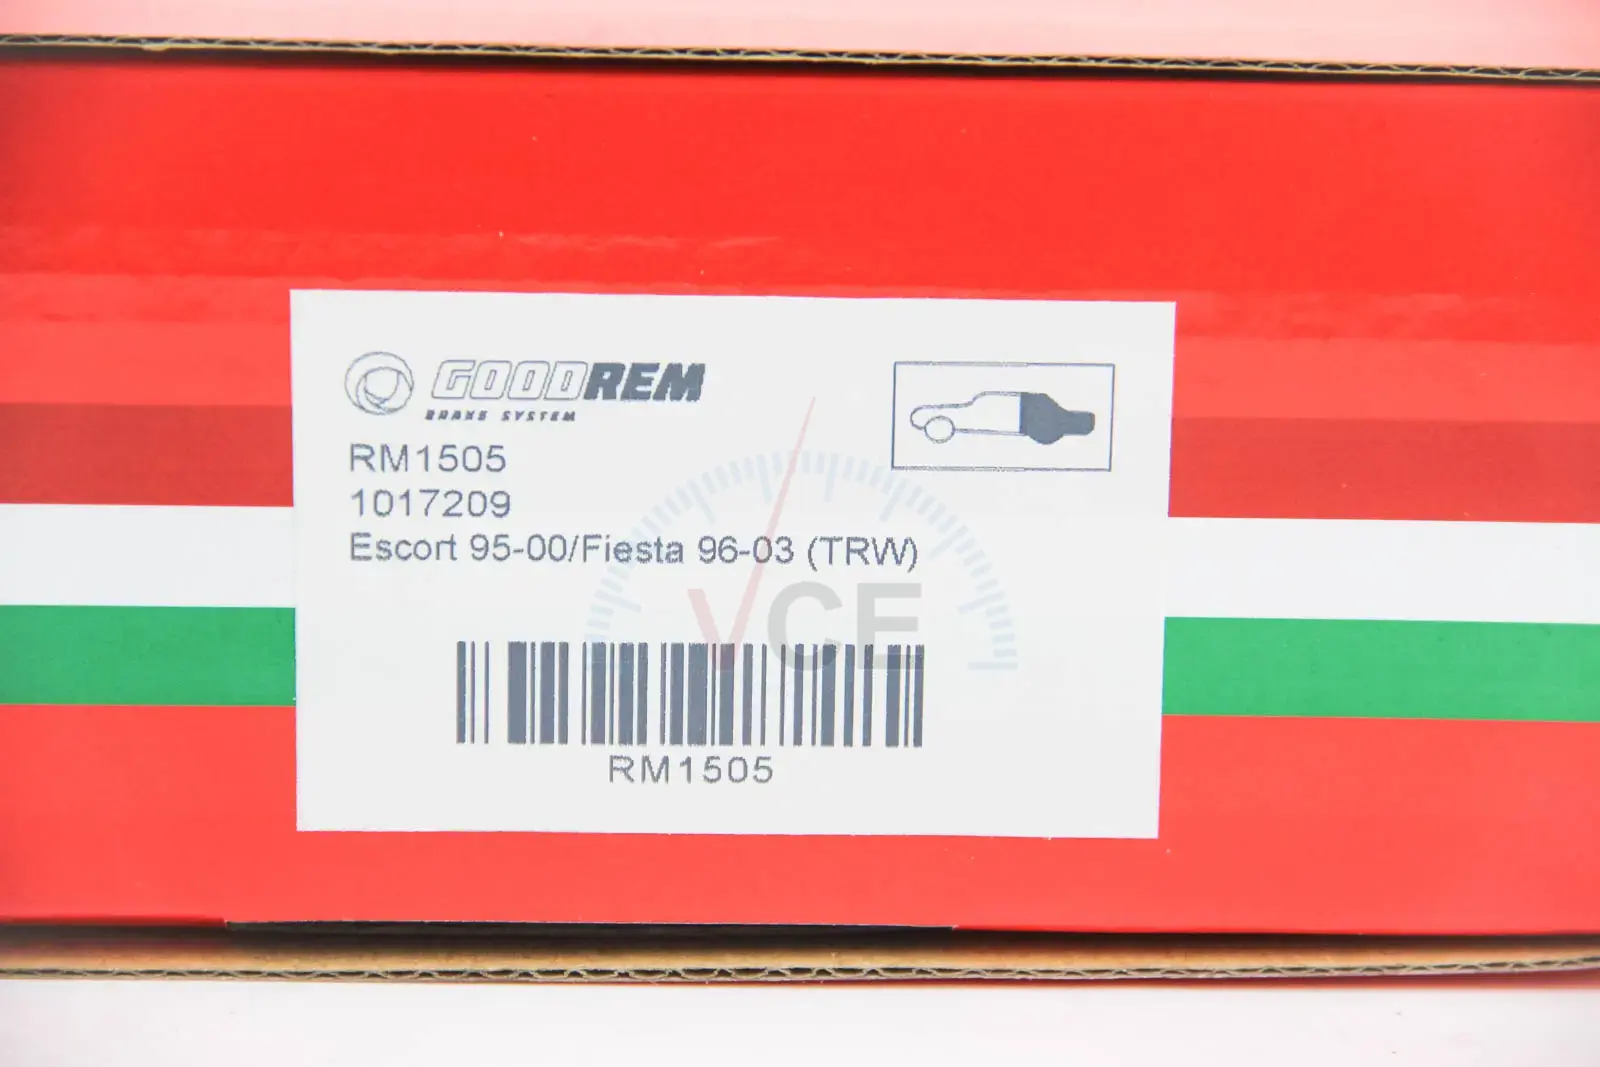 GOODREM
BRAKE SYSTEM
RM1505
1017209
Escort 95-00/Fiesta 96-03 (TRW)
VCE
RM1505